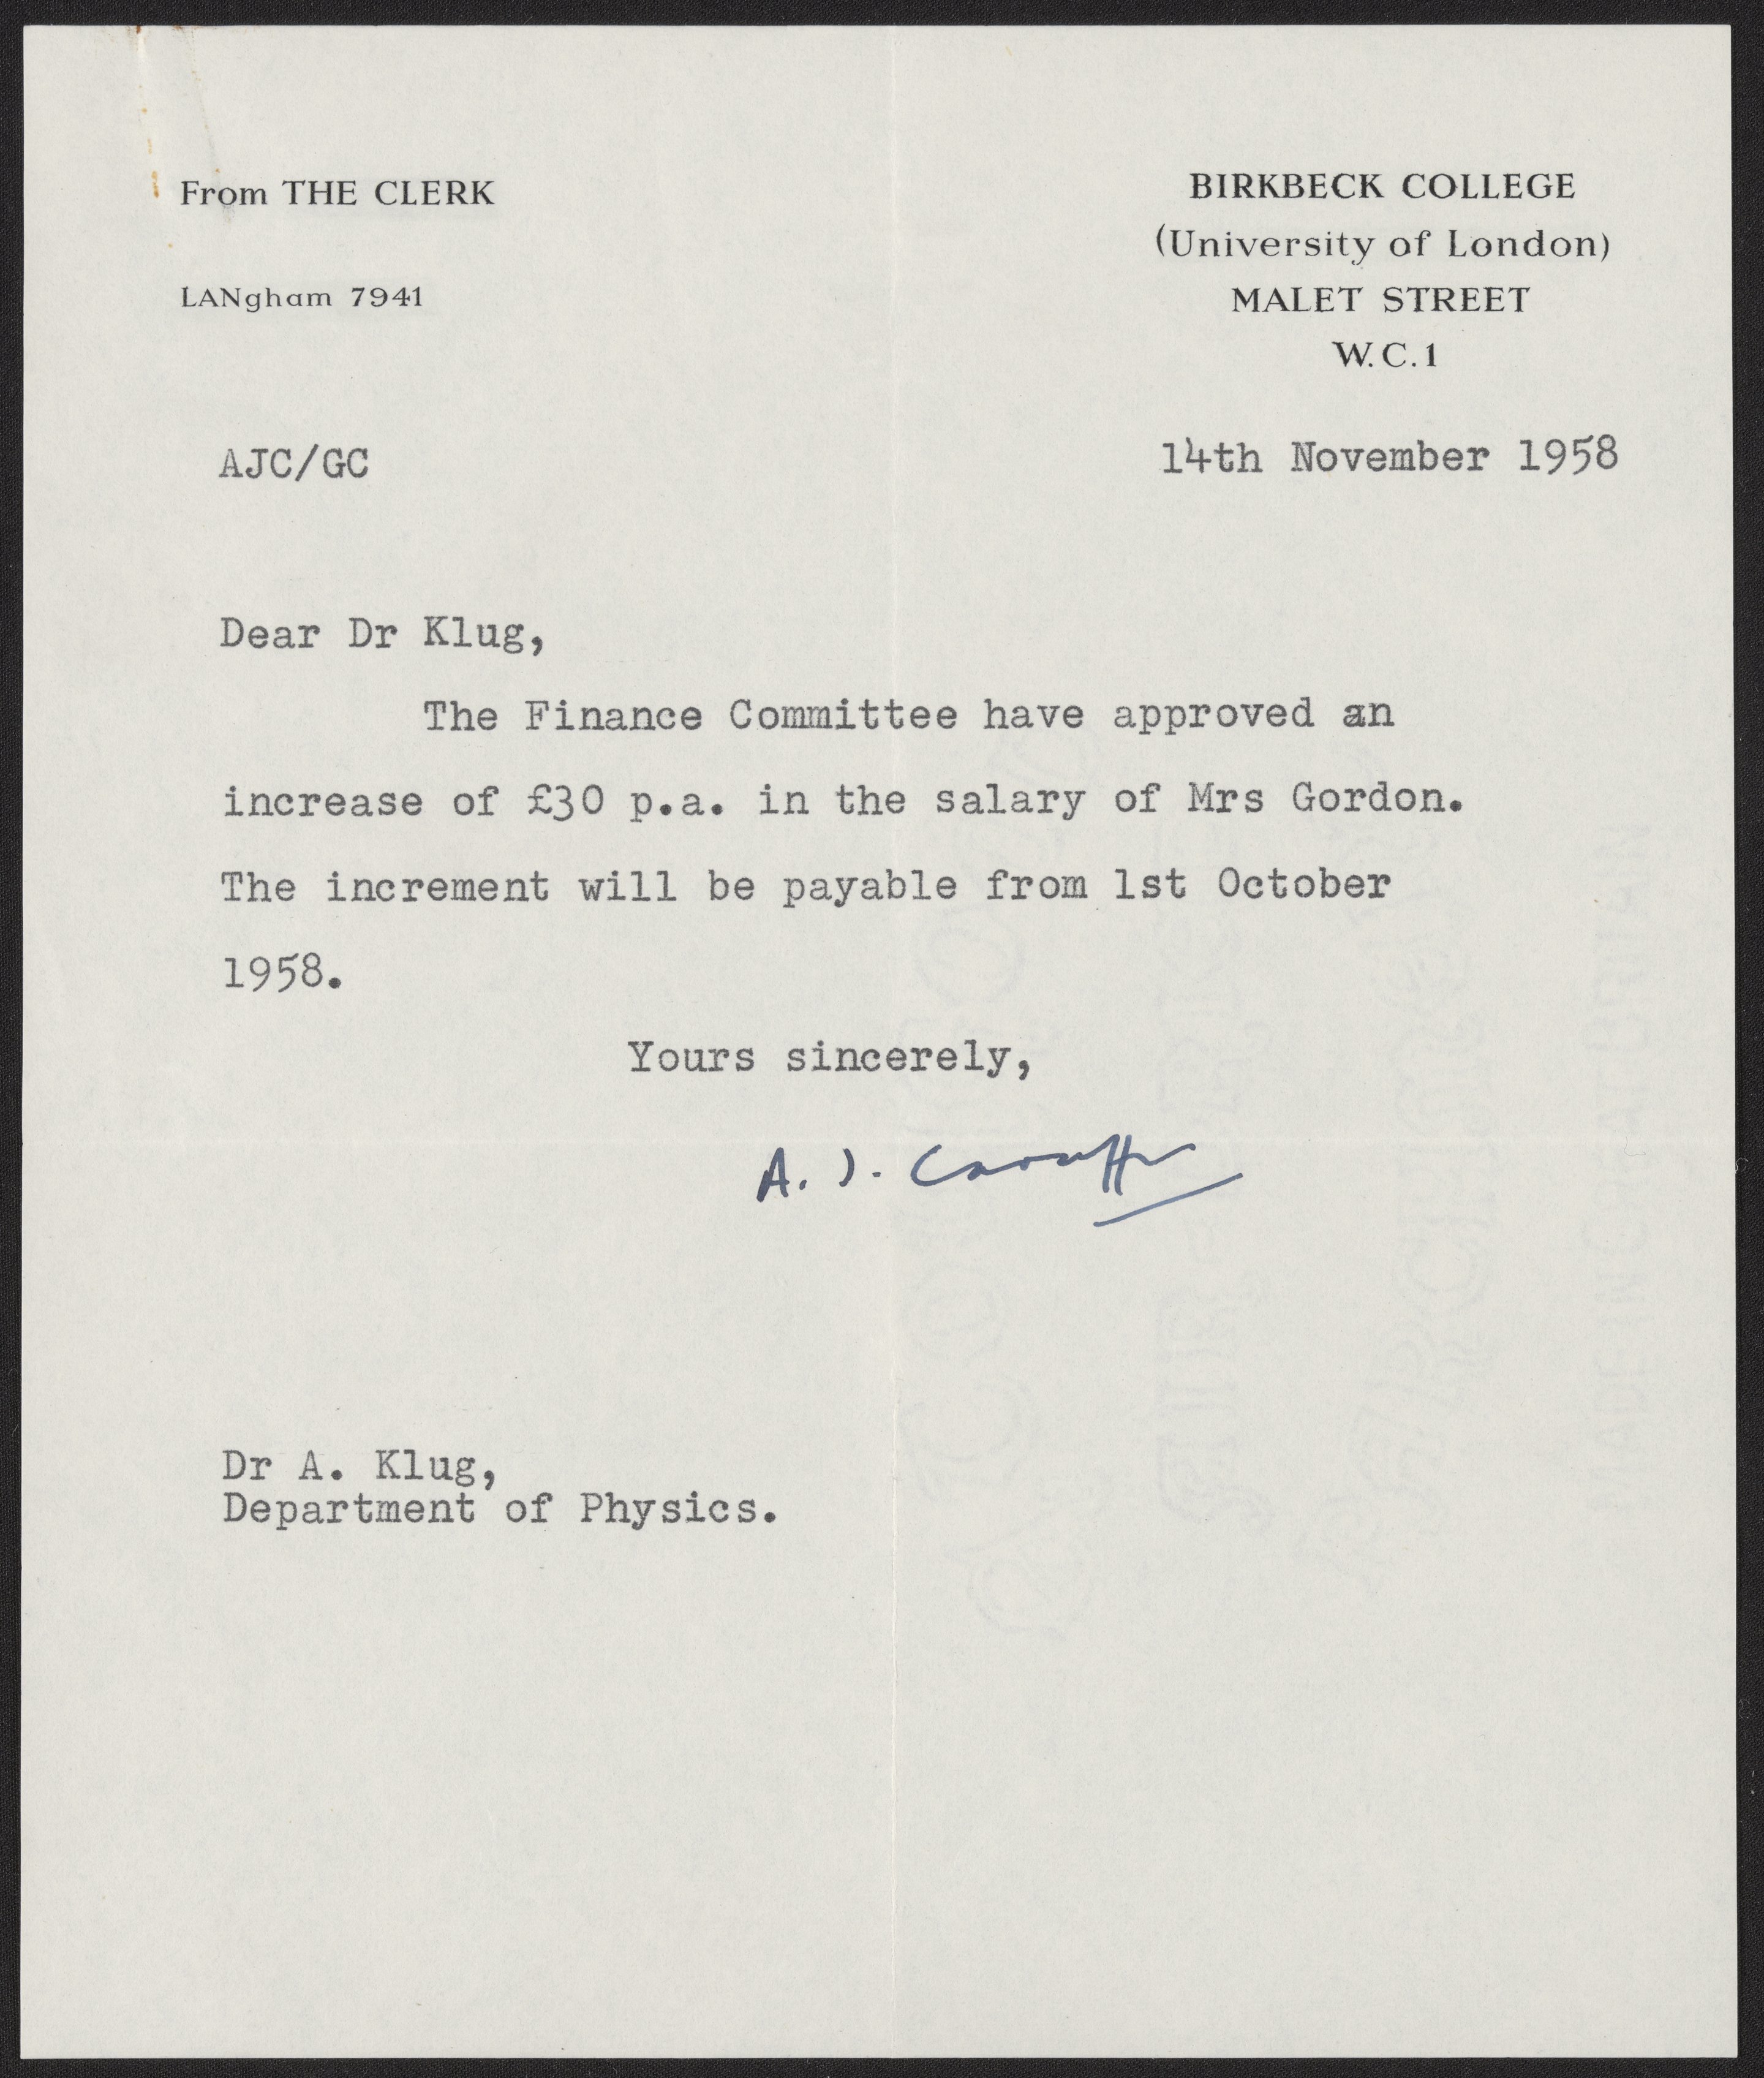 From THE CLERK
LANgham 7941
BIRKBECK COLLEGE
(University of London)
MALET STREET
W.C.1
AJC/GC
14th November 1958
Dear Dr Klug,
The Finance Committee have approved an
increase of £30 p.a. in the salary of Mrs Gordon.
The increment will be payable from 1st October
1958.
Yours sincerely,
A. J.
Dr A. Klug,
Department of Physics.